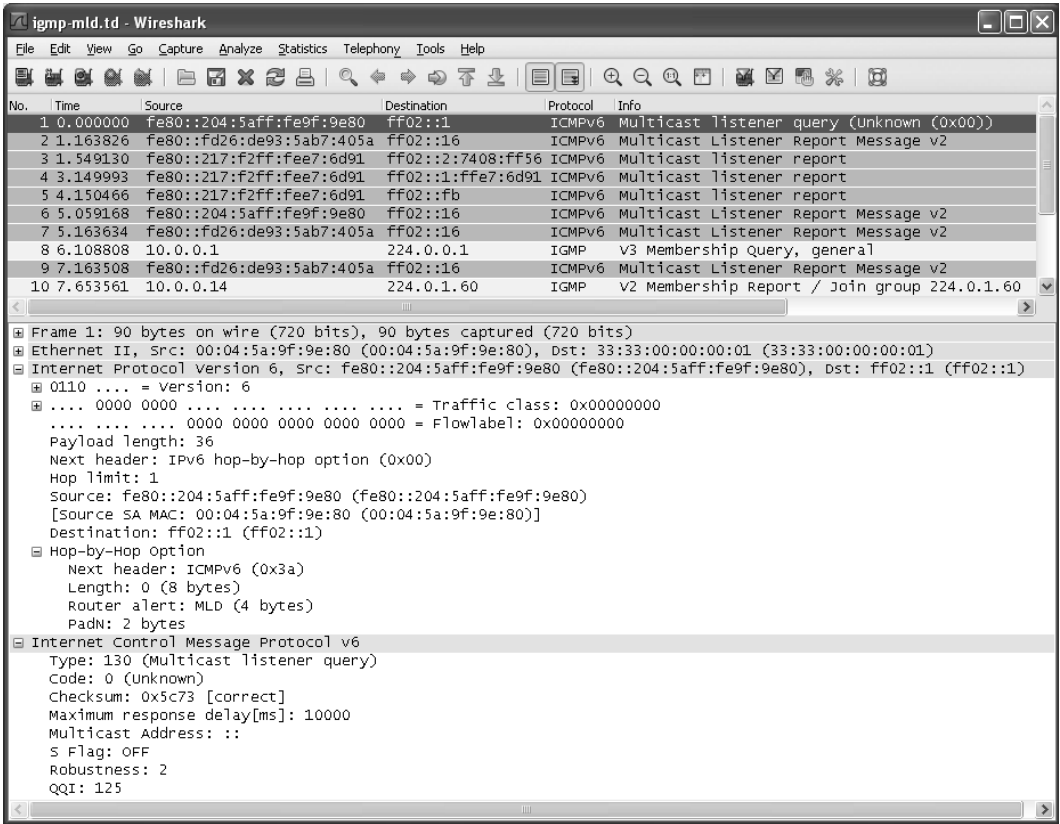 igmp-mld.td - Wireshark
File Edit View Go Capture Analyze Statistics Telephony Tools Help
No. Time Source Destination Protocol Info
1 0.000000 fe80::204:5aff:fe9f:9e80 ff02::1 ICMPv6 Multicast listener query (Unknown (0x00))
2 1.163826 fe80::fd26:de93:5ab7:405a ff02::16 ICMPv6 Multicast Listener Report Message v2
3 1.549130 fe80::217:f2ff:fee7:6d91 ff02::2:7408:ff56 ICMPv6 Multicast listener report
4 3.149993 fe80::217:f2ff:fee7:6d91 ff02::1:ffe7:6d91 ICMPv6 Multicast listener report
5 4.150466 fe80::217:f2ff:fee7:6d91 ff02::fb ICMPv6 Multicast listener report
6 5.059168 fe80::204:5aff:fe9f:9e80 ff02::16 ICMPv6 Multicast Listener Report Message v2
7 5.163634 fe80::fd26:de93:5ab7:405a ff02::16 ICMPv6 Multicast Listener Report Message v2
8 6.108808 10.0.0.1 224.0.0.1 IGMP V3 Membership Query, general
9 7.163508 fe80::fd26:de93:5ab7:405a ff02::16 ICMPv6 Multicast Listener Report Message v2
10 7.653561 10.0.0.14 224.0.1.60 IGMP V2 Membership Report / Join group 224.0.1.60
Frame 1: 90 bytes on wire (720 bits), 90 bytes captured (720 bits)
Ethernet II, Src: 00:04:5a:9f:9e:80 (00:04:5a:9f:9e:80), Dst: 33:33:00:00:00:01 (33:33:00:00:00:01)
Internet Protocol Version 6, Src: fe80::204:5aff:fe9f:9e80 (fe80::204:5aff:fe9f:9e80), Dst: ff02::1 (ff02::1)
0110 .... = Version: 6
.... 0000 0000 .... .... .... .... .... = Traffic class: 0x00000000
.... .... .... 0000 0000 0000 0000 0000 = Flowlabel: 0x00000000
Payload length: 36
Next header: IPv6 hop-by-hop option (0x00)
Hop limit: 1
Source: fe80::204:5aff:fe9f:9e80 (fe80::204:5aff:fe9f:9e80)
[Source SA MAC: 00:04:5a:9f:9e:80 (00:04:5a:9f:9e:80)]
Destination: ff02::1 (ff02::1)
Hop-by-Hop Option
Next header: ICMPv6 (0x3a)
Length: 0 (8 bytes)
Router alert: MLD (4 bytes)
PadN: 2 bytes
Internet Control Message Protocol v6
Type: 130 (Multicast listener query)
Code: 0 (Unknown)
Checksum: 0x5c73 [correct]
Maximum response delay[ms]: 10000
Multicast Address: ::
S Flag: OFF
Robustness: 2
QQI: 125